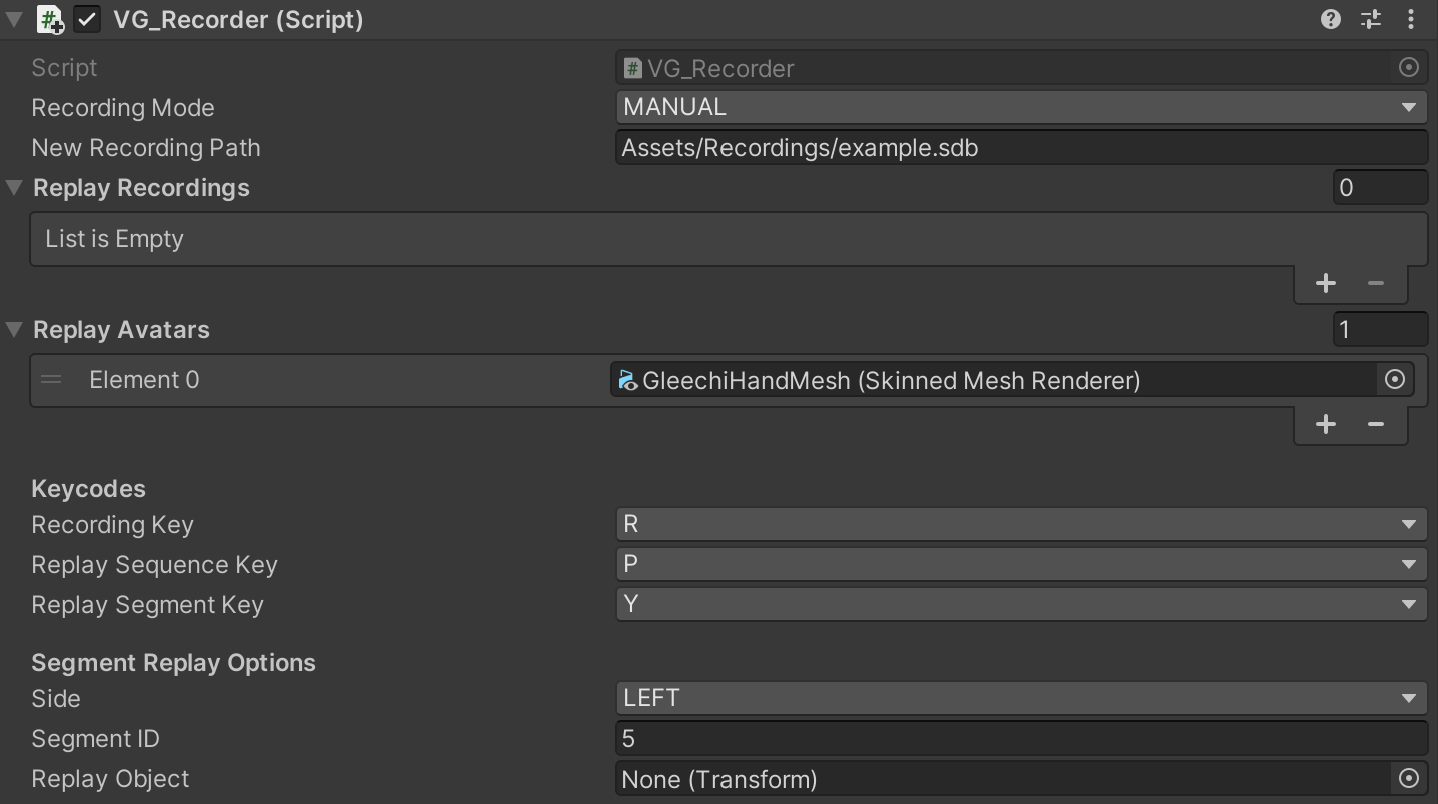 VG_Recorder (Script)
Script VG_Recorder
Recording Mode MANUAL
New Recording Path Assets/Recordings/example.sdb
Replay Recordings 0
List is Empty
Replay Avatars 1
Element 0 GleechiHandMesh (Skinned Mesh Renderer)
Keycodes
Recording Key R
Replay Sequence Key P
Replay Segment Key Y
Segment Replay Options
Side LEFT
Segment ID 5
Replay Object None (Transform)